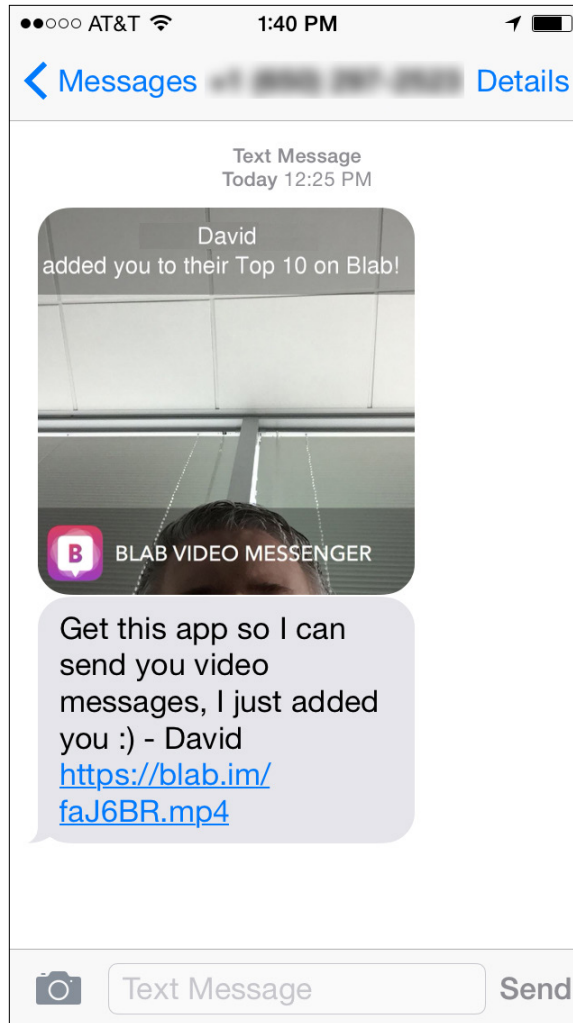 AT&T 1:40 PM
Messages Details
Text Message
Today 12:25 PM
David
added you to their Top 10 on Blab!
B BLAB VIDEO MESSENGER
Get this app so I can
send you video
messages, I just added
you :) - David
https://blab.im/
faJ6BR.mp4
Text Message Send